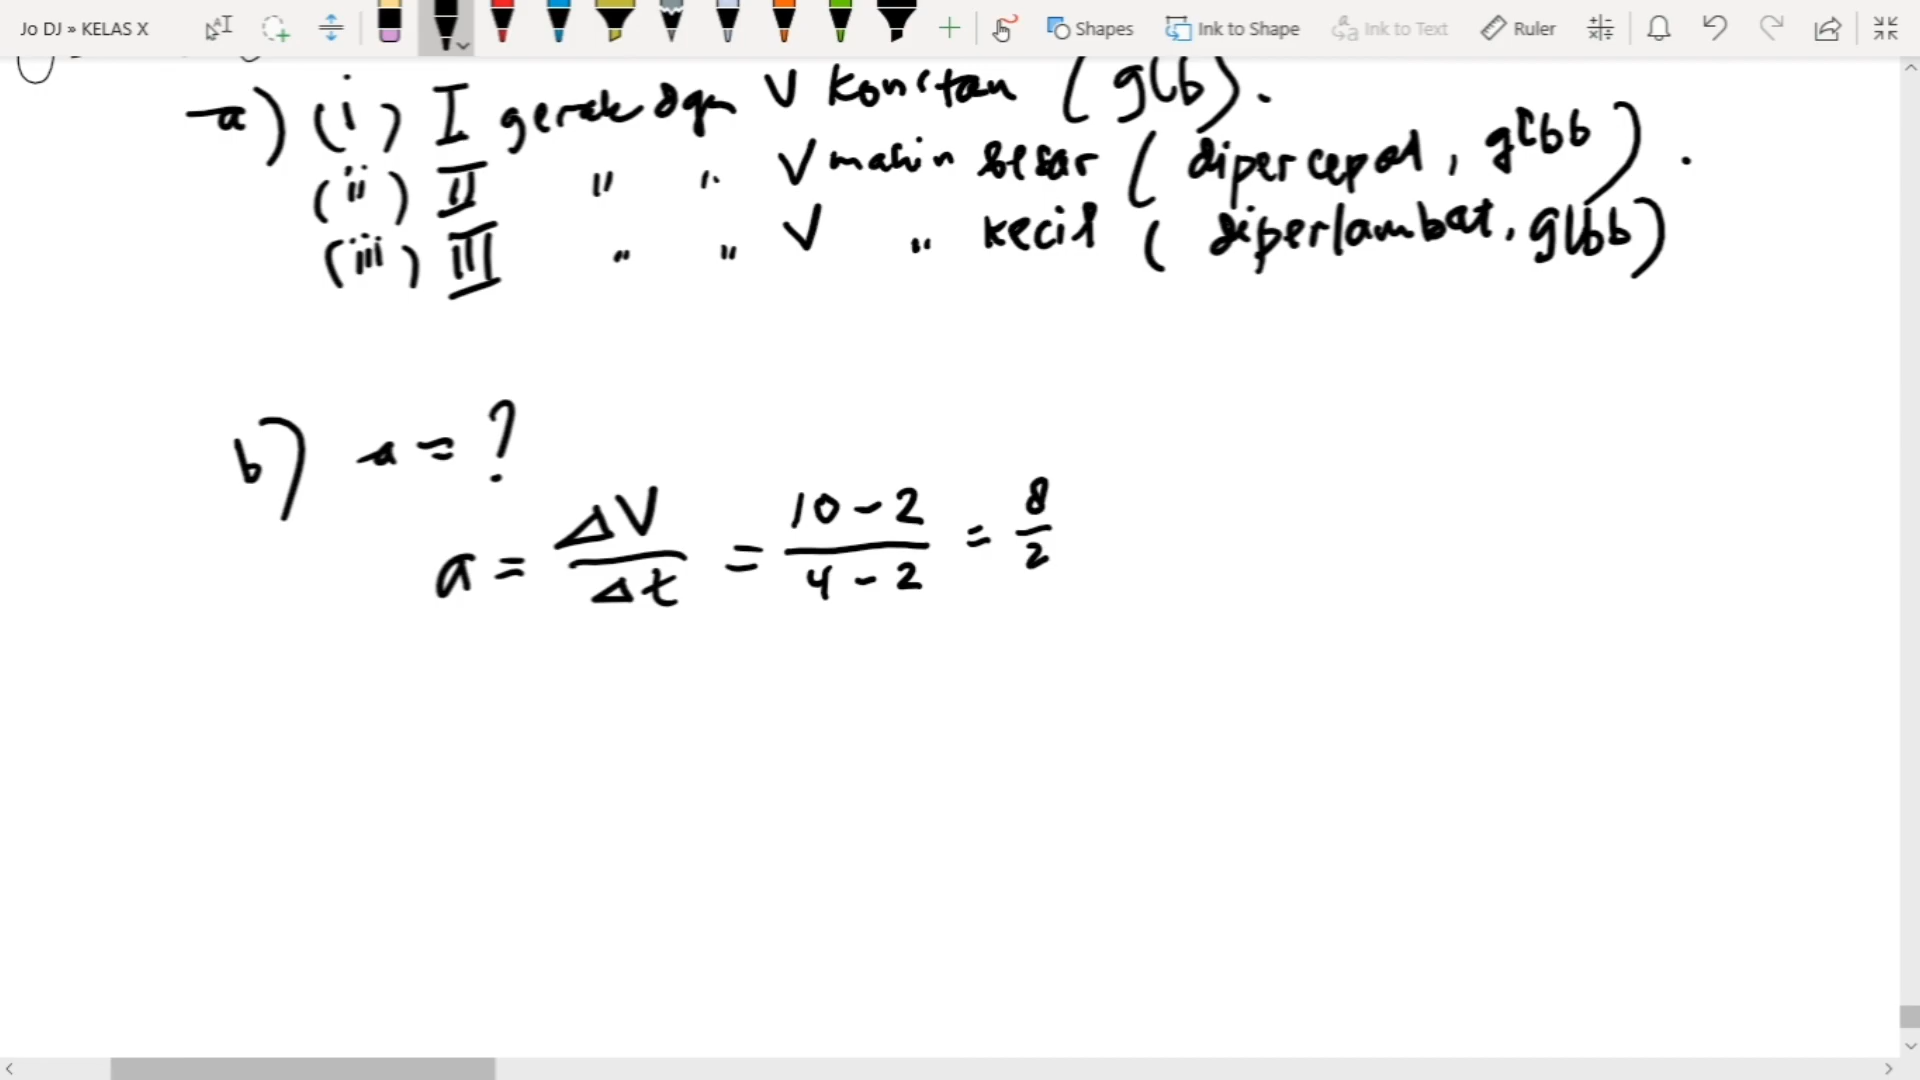 Jo DJ » KELAS X Shapes Ink to Shape Ink to Text Ruler
a) (i) I gerak dgn V konstan (glb).
(ii) II " " V makin besar (dipercepat, glbb).
(iii) III " " V " kecil (diperlambat, glbb)
b) a = ?
a = ΔV/Δt = 10-2/4-2 = 8/2